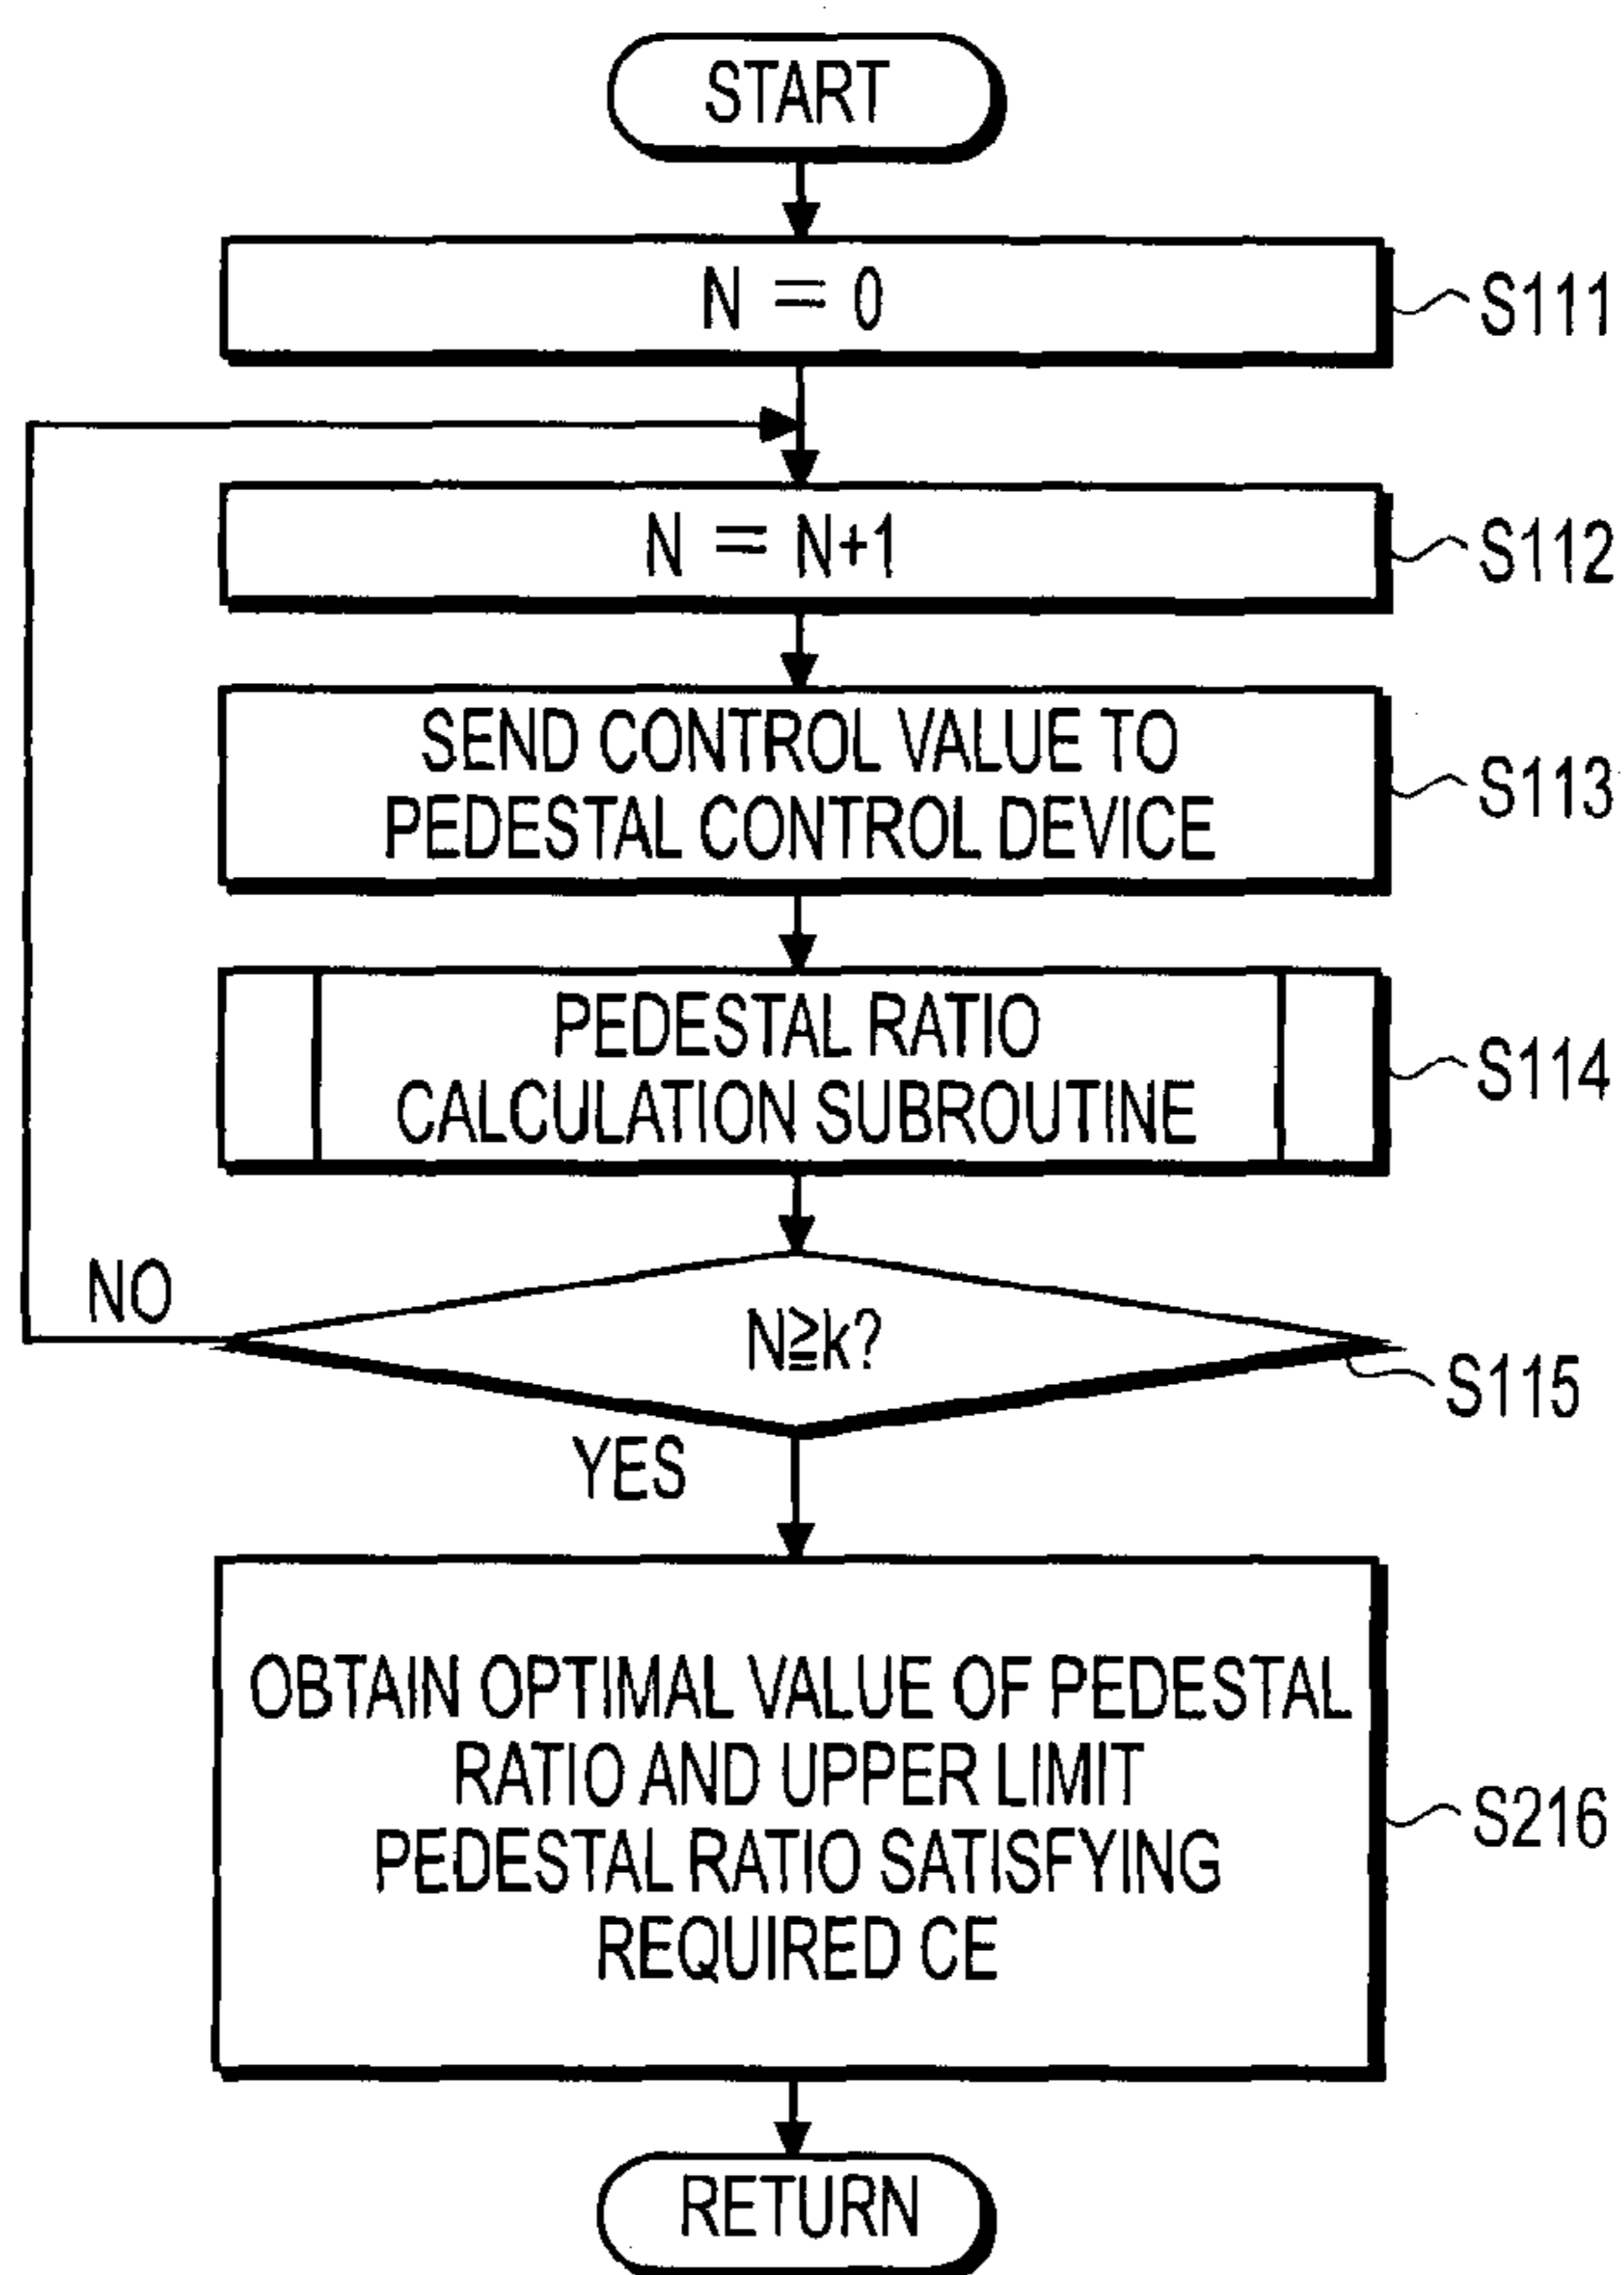 START
N = 0
S111
N = N+1
S112
SEND CONTROL VALUE TO
PEDESTAL CONTROL DEVICE
S113
PEDESTAL RATIO
CALCULATION SUBROUTINE
S114
NO
N≧k?
S115
YES
OBTAIN OPTIMAL VALUE OF PEDESTAL
RATIO AND UPPER LIMIT
PEDESTAL RATIO SATISFYING
REQUIRED CE
S216
RETURN